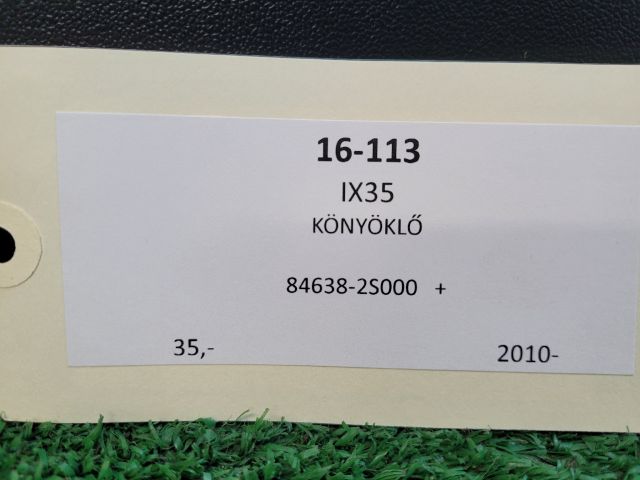 16-113
IX35
KÖNYÖKLŐ
84638-2S000 +
35,- 2010-